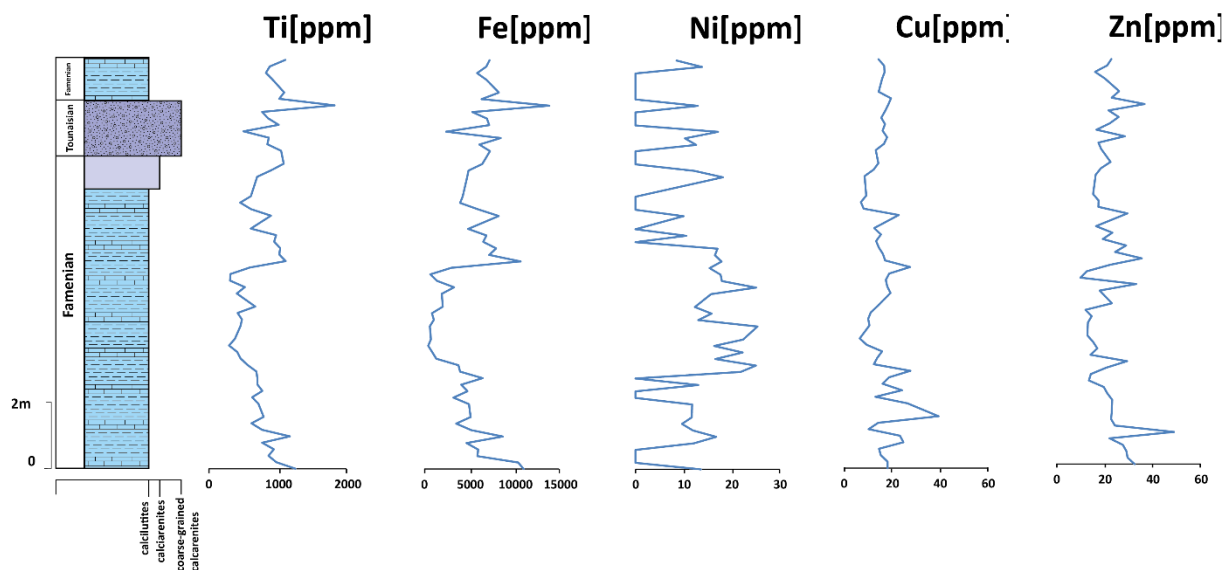 Ti[ppm]
Fe[ppm]
Ni[ppm]
Cu[ppm]
Zn[ppm]
Famenian
Tounaisian
Famenian
2m
0
0
1000
2000
0
5000
10000
15000
0
10
20
30
0
20
40
60
0
20
40
60
calcilutites
calciarenites
coarse-grained
calcarenites